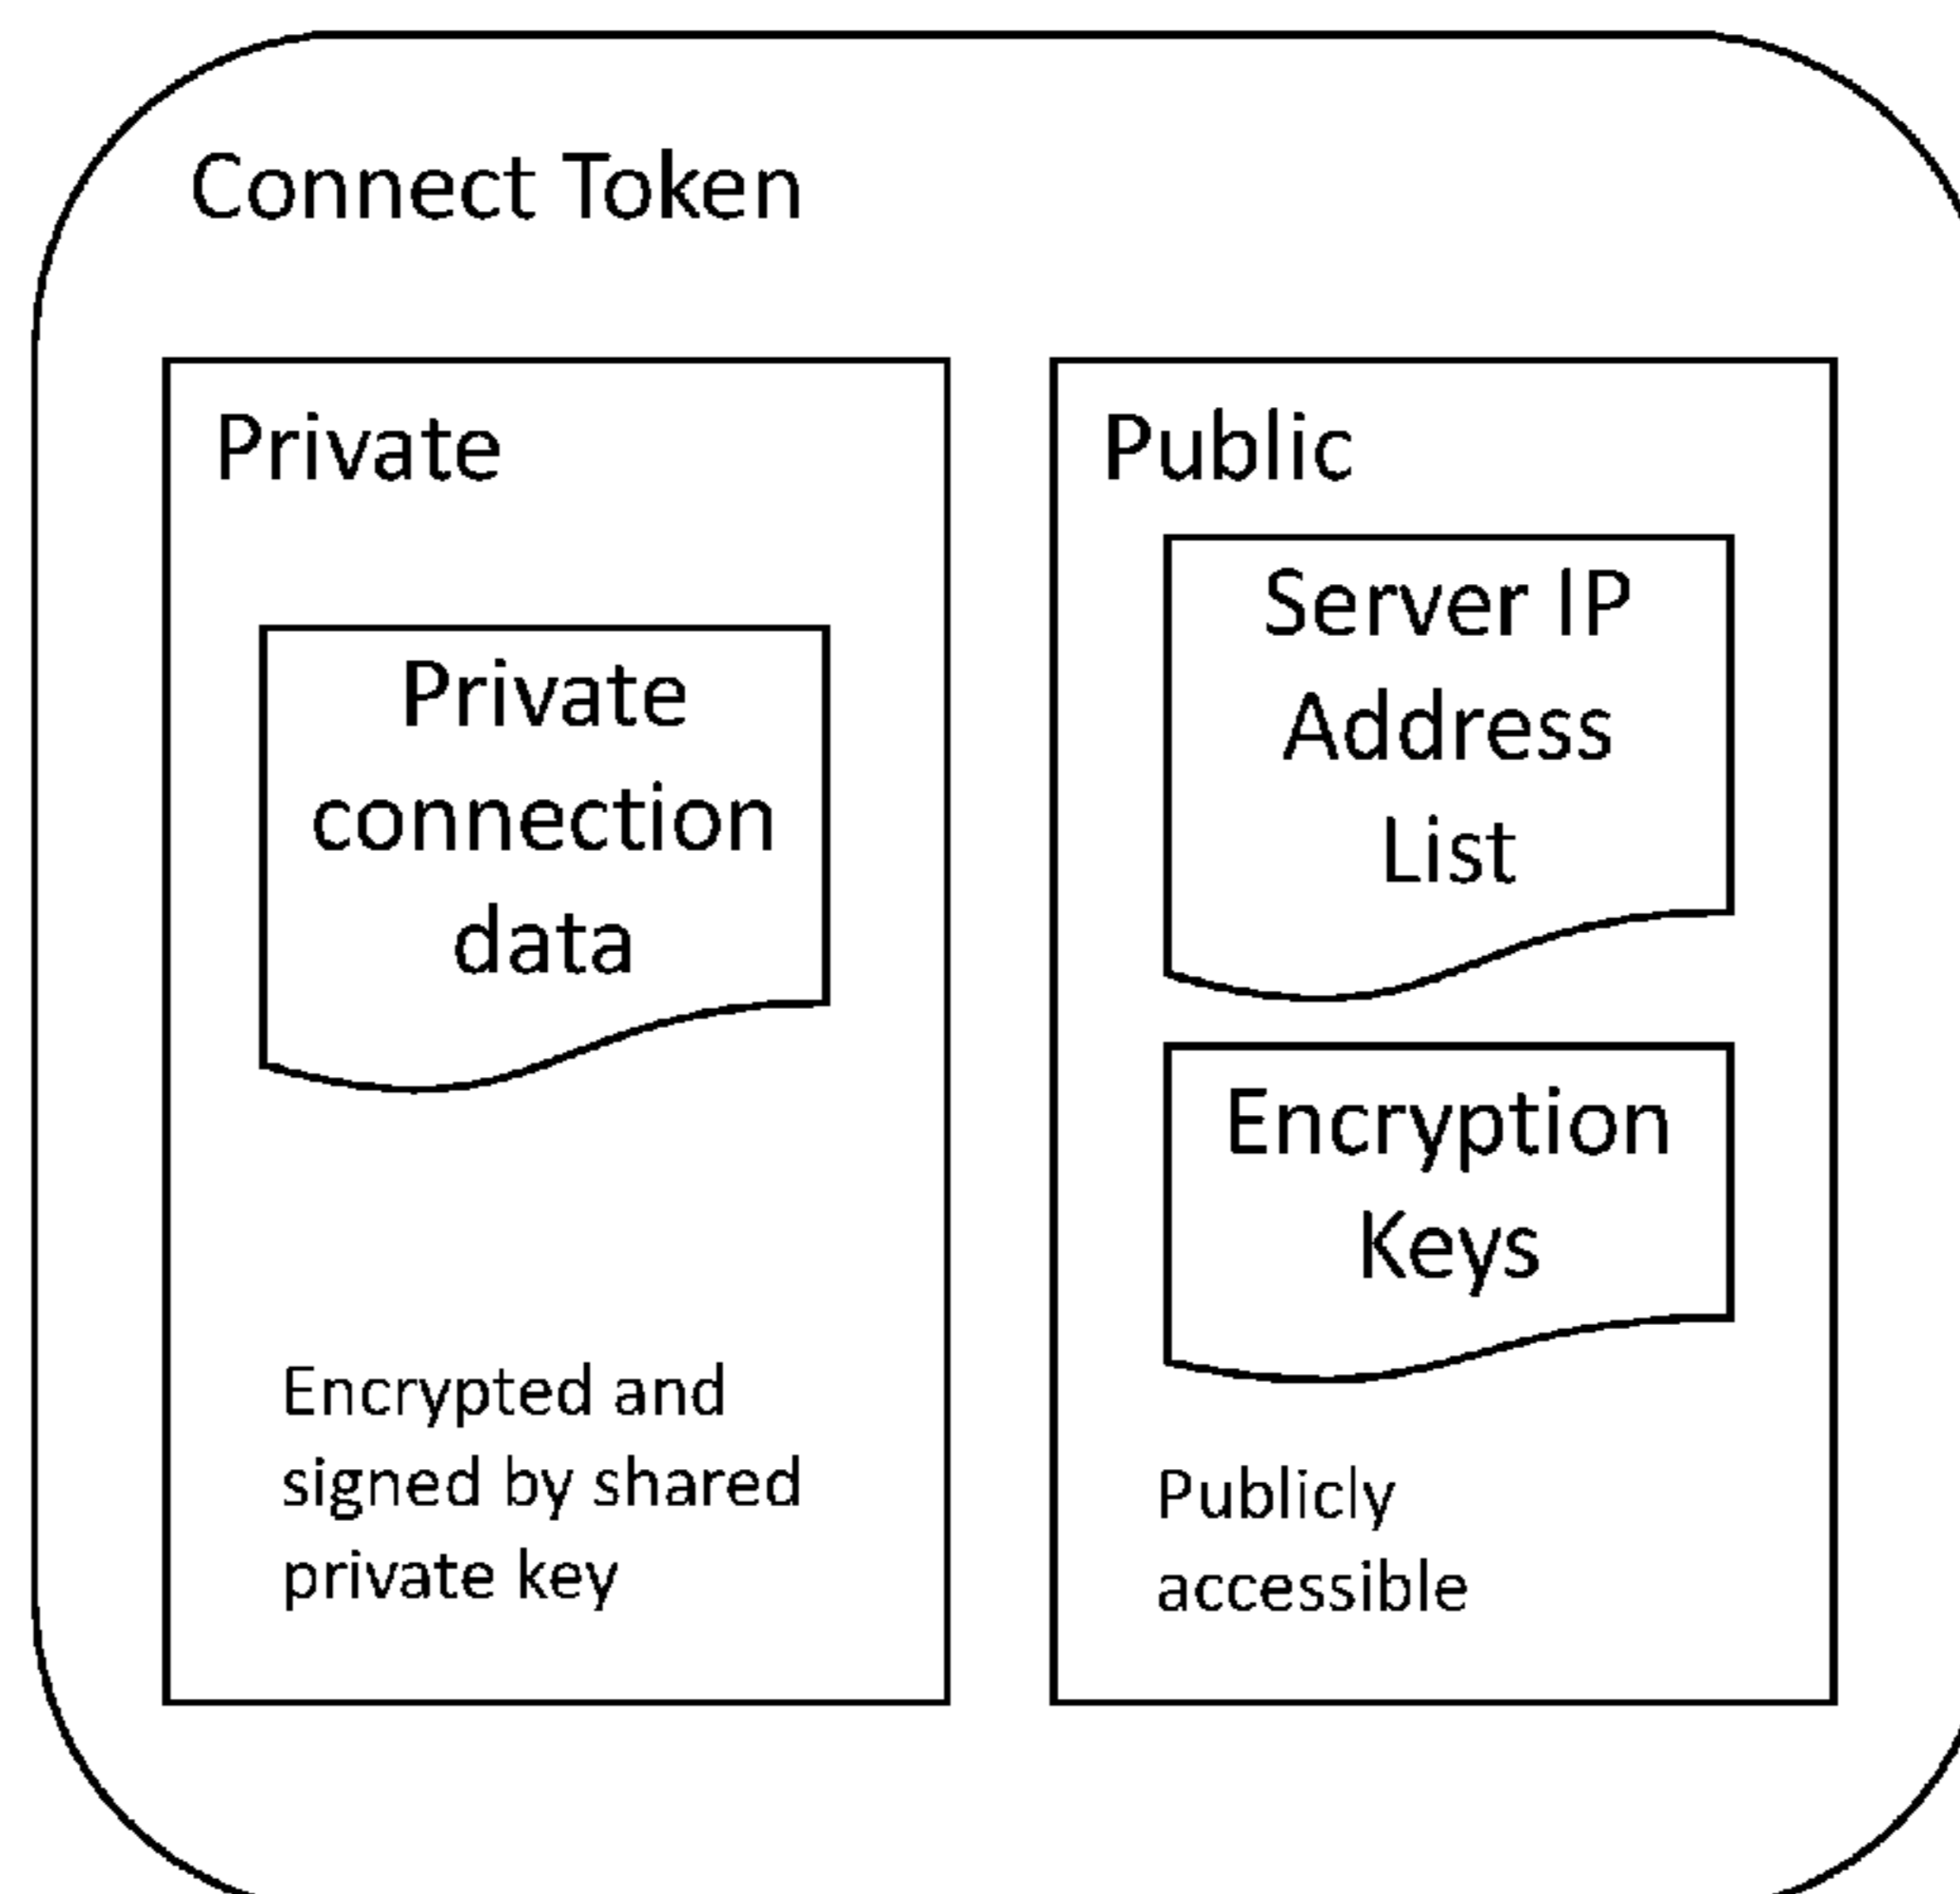 Connect Token
Private
Private
connection
data
Encrypted and
signed by shared
private key
Public
Server IP
Address
List
Encryption
Keys
Publicly
accessible